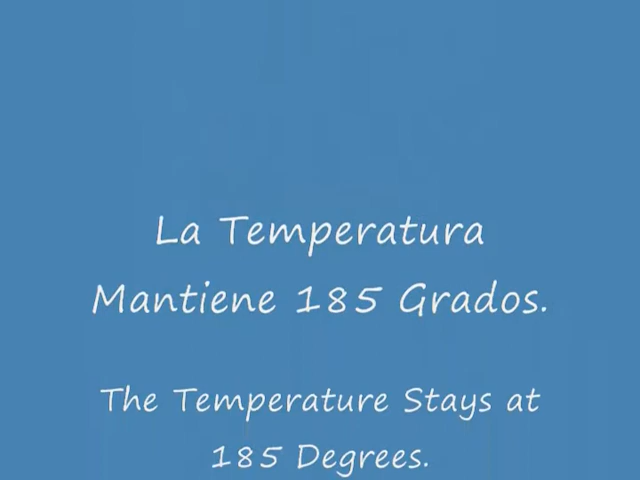 La Temperatura
Mantiene 185 Grados.
The Temperature Stays at
185 Degrees.